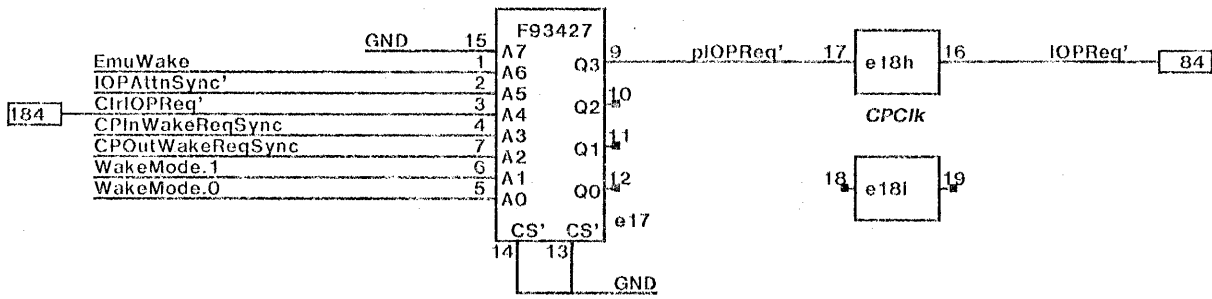 F93427
GND 15 A7
EmuWake 1 A6
IOPAttnSync' 2 A5
184 ClrIOPReq' 3 A4
CPInWakeReqSync 4 A3
CPOutWakeReqSync 7 A2
WakeMode.1 6 A1
WakeMode.0 5 A0
Q3 9 pIOPReq' 17 e18h 16 IOPReq' 84
Q2 10
CPClk
Q1 11
Q0 12
18 e18i 19
e17
CS' CS'
14 13
GND